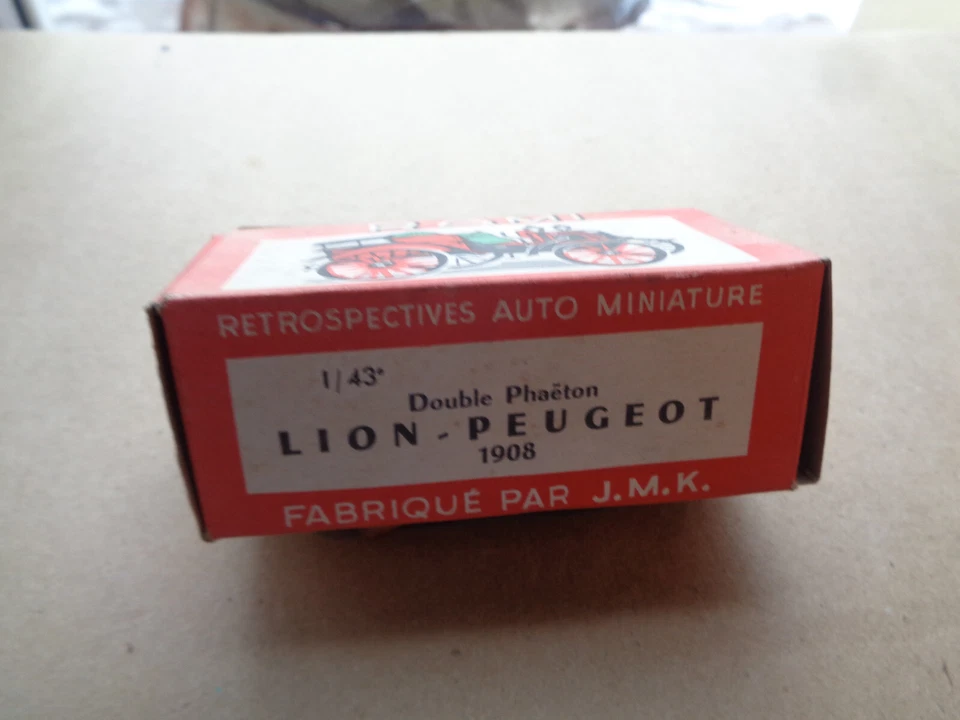 RETROSPECTIVES AUTO MINIATURE
1/43e
Double Phaëton
LION-PEUGEOT
1908
FABRIQUÉ PAR J.M.K.